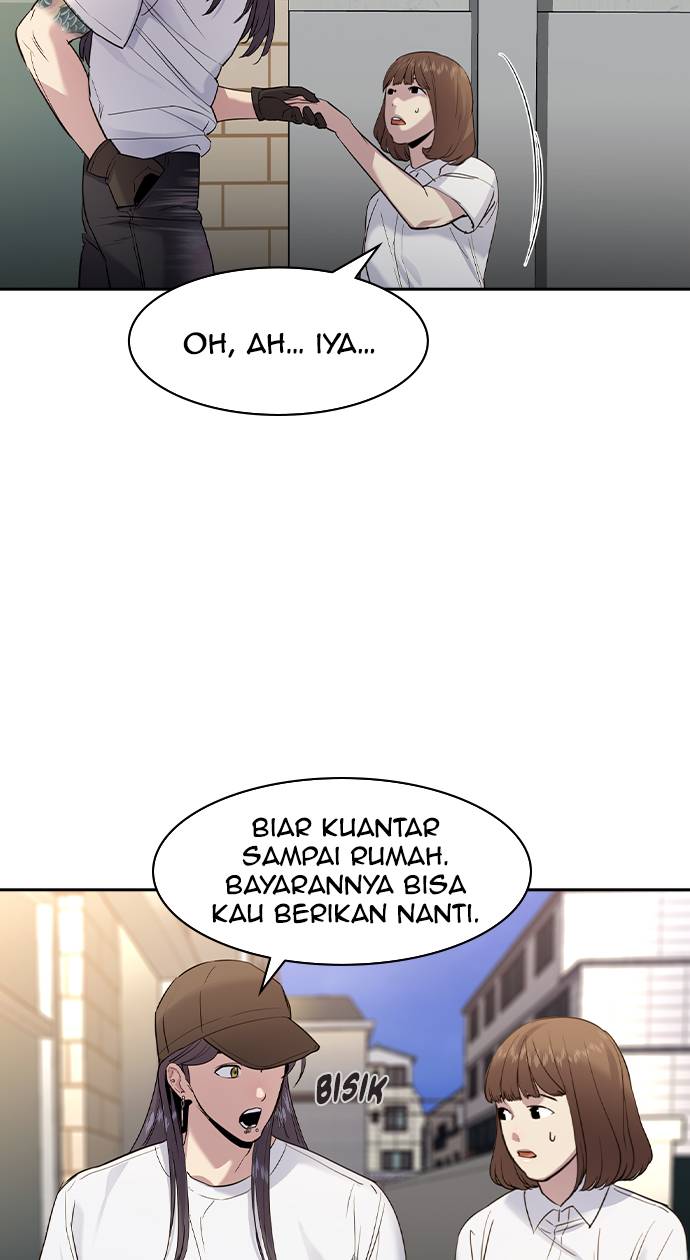 OH, AH... IYA...
BIAR KUANTAR
SAMPAI RUMAH.
BAYARANNYA BISA
KAU BERIKAN NANTI.
BISIK